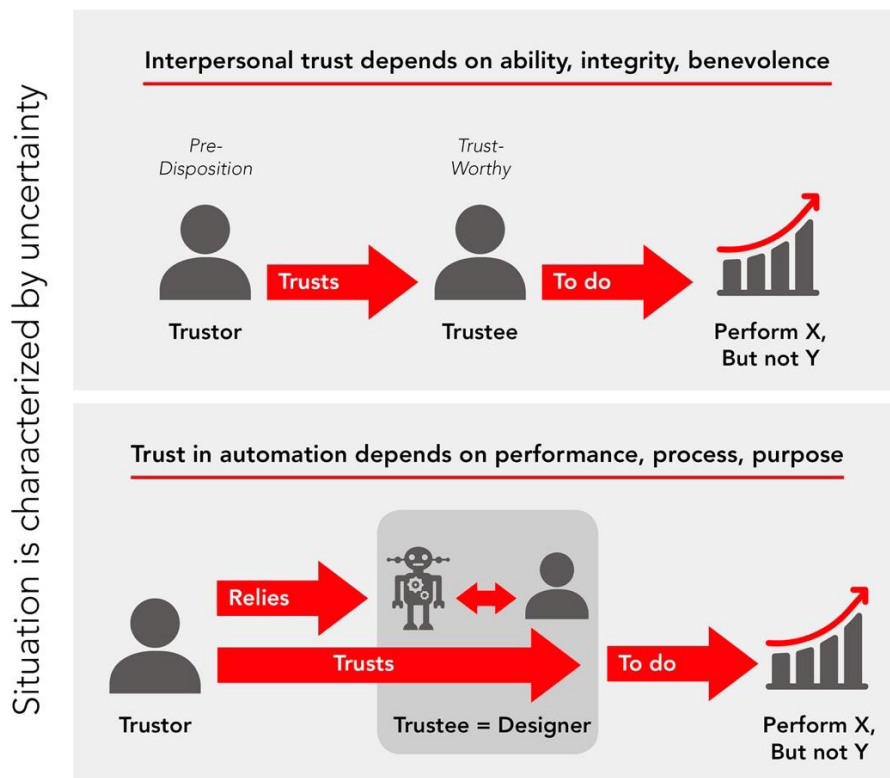 Situation is characterized by uncertainty
Interpersonal trust depends on ability, integrity, benevolence
Pre-
Disposition
Trust-
Worthy
Trusts
To do
Trustor
Trustee
Perform X,
But not Y
Trust in automation depends on performance, process, purpose
Relies
Trusts
To do
Trustor
Trustee = Designer
Perform X,
But not Y